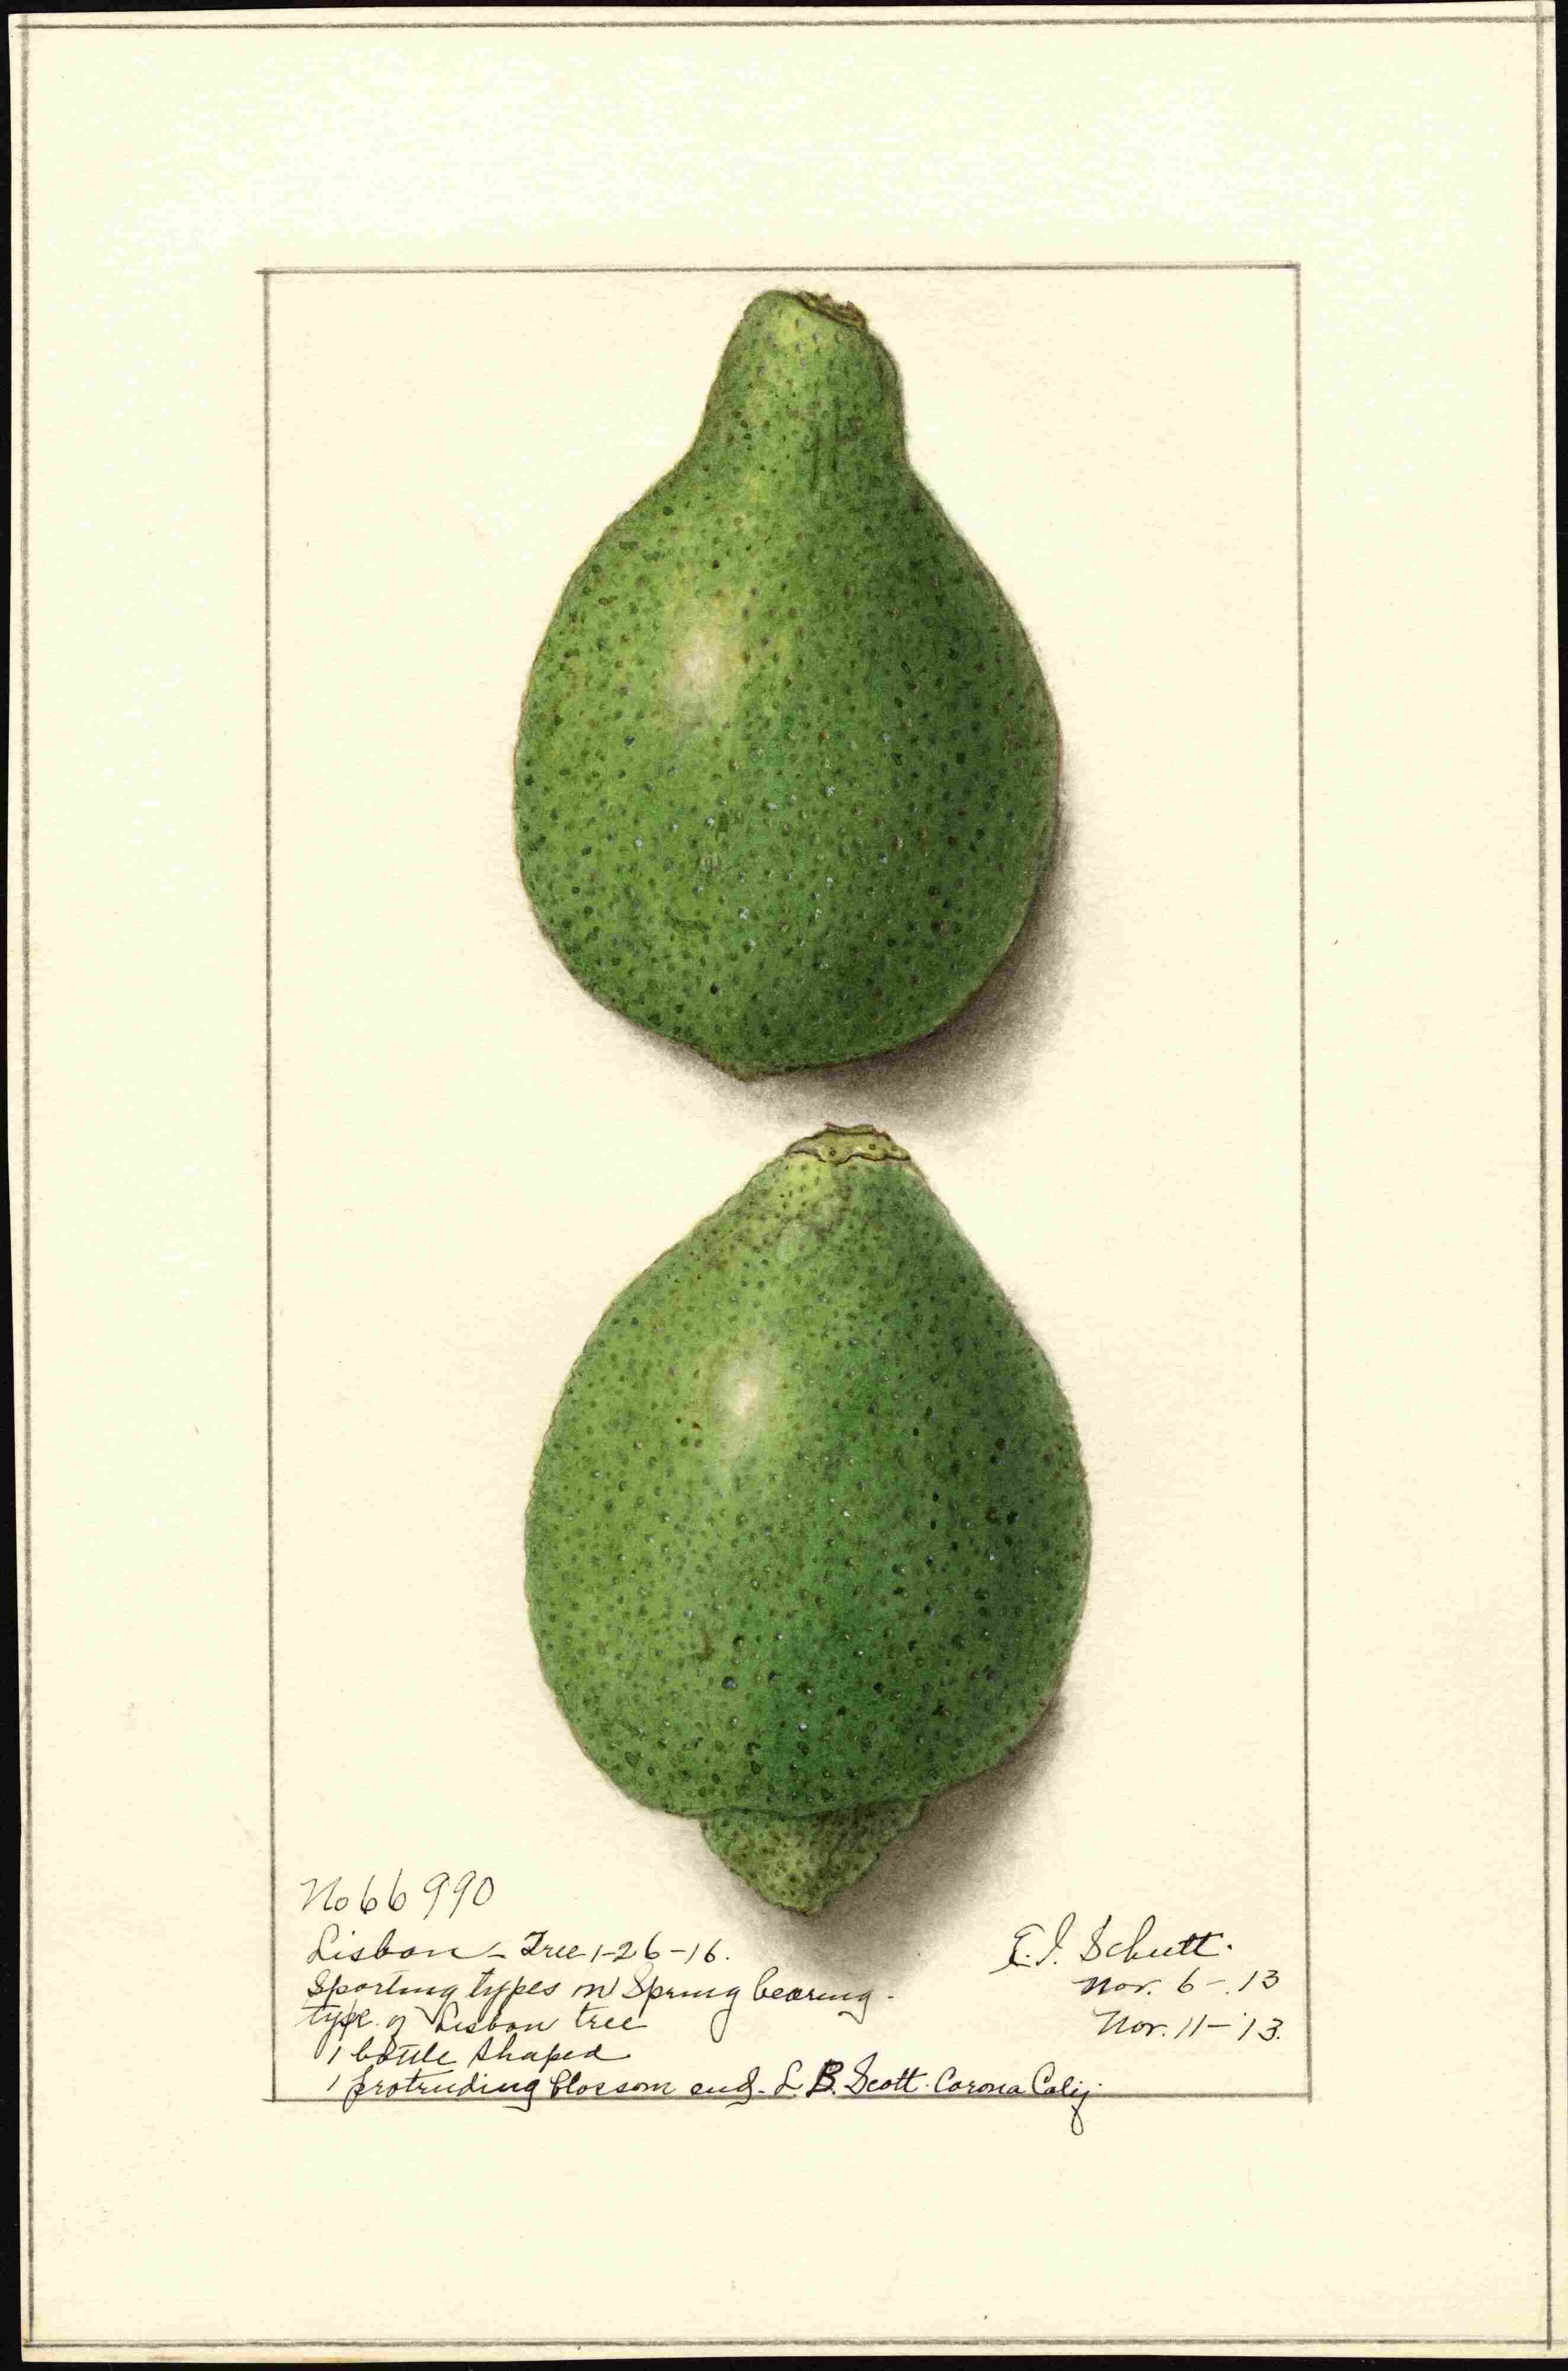 No 66990
Lisbon - Tree 1-26-16.
Sporting types in Spring bearing.
type of Lisbon tree
1 bottle shaped
1 protruding blossom end. L. B. Scott. Corona Calif.
E. I. Schutt.
Nov. 6 - 13
Nov. 11 - '13.